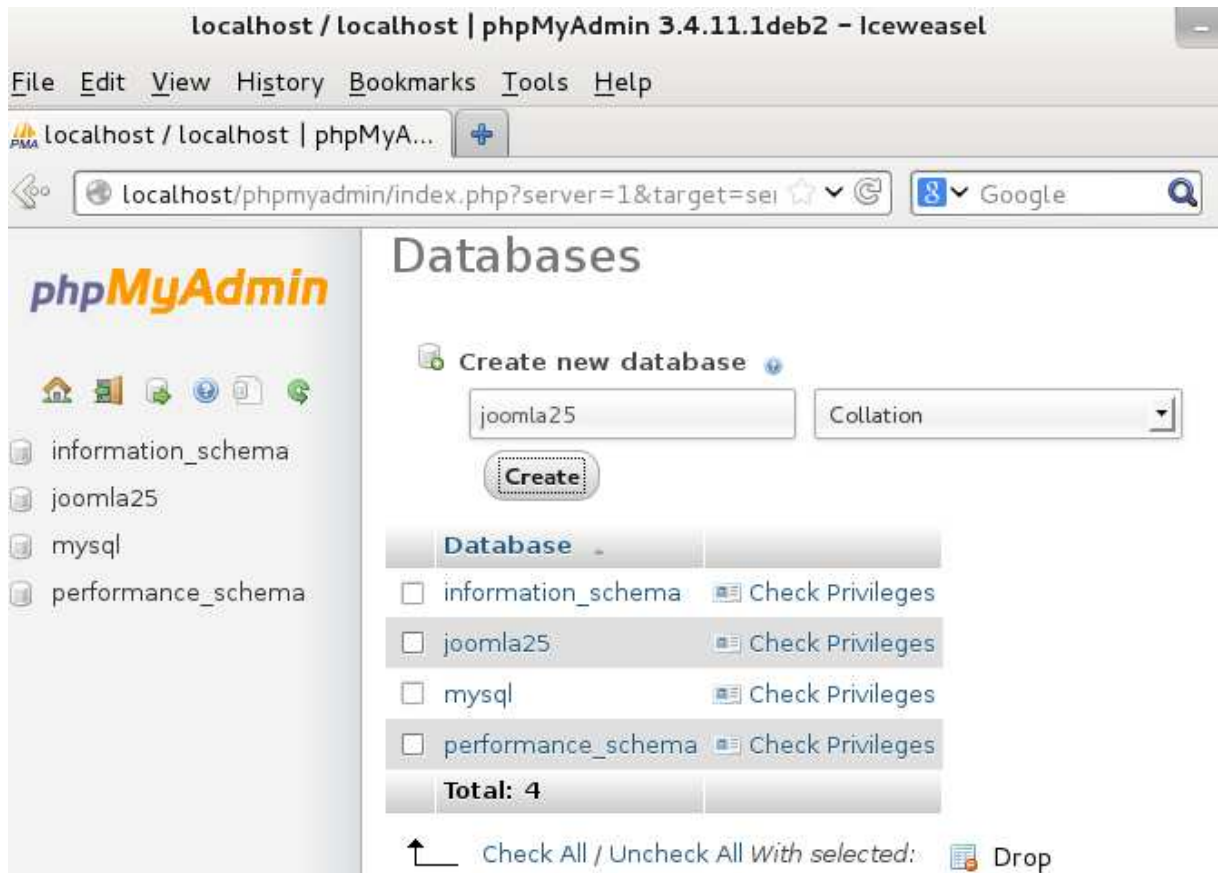 localhost / localhost | phpMyAdmin 3.4.11.1deb2 – Iceweasel
File Edit View History Bookmarks Tools Help
PMA localhost / localhost | phpMyA...
localhost/phpmyadmin/index.php?server=1&target=sei 8 Google
phpMyAdmin
information_schema
joomla25
mysql
performance_schema
Databases
Create new database
joomla25 Collation
Create
Database
information_schema Check Privileges
joomla25 Check Privileges
mysql Check Privileges
performance_schema Check Privileges
Total: 4
Check All / Uncheck All With selected: Drop